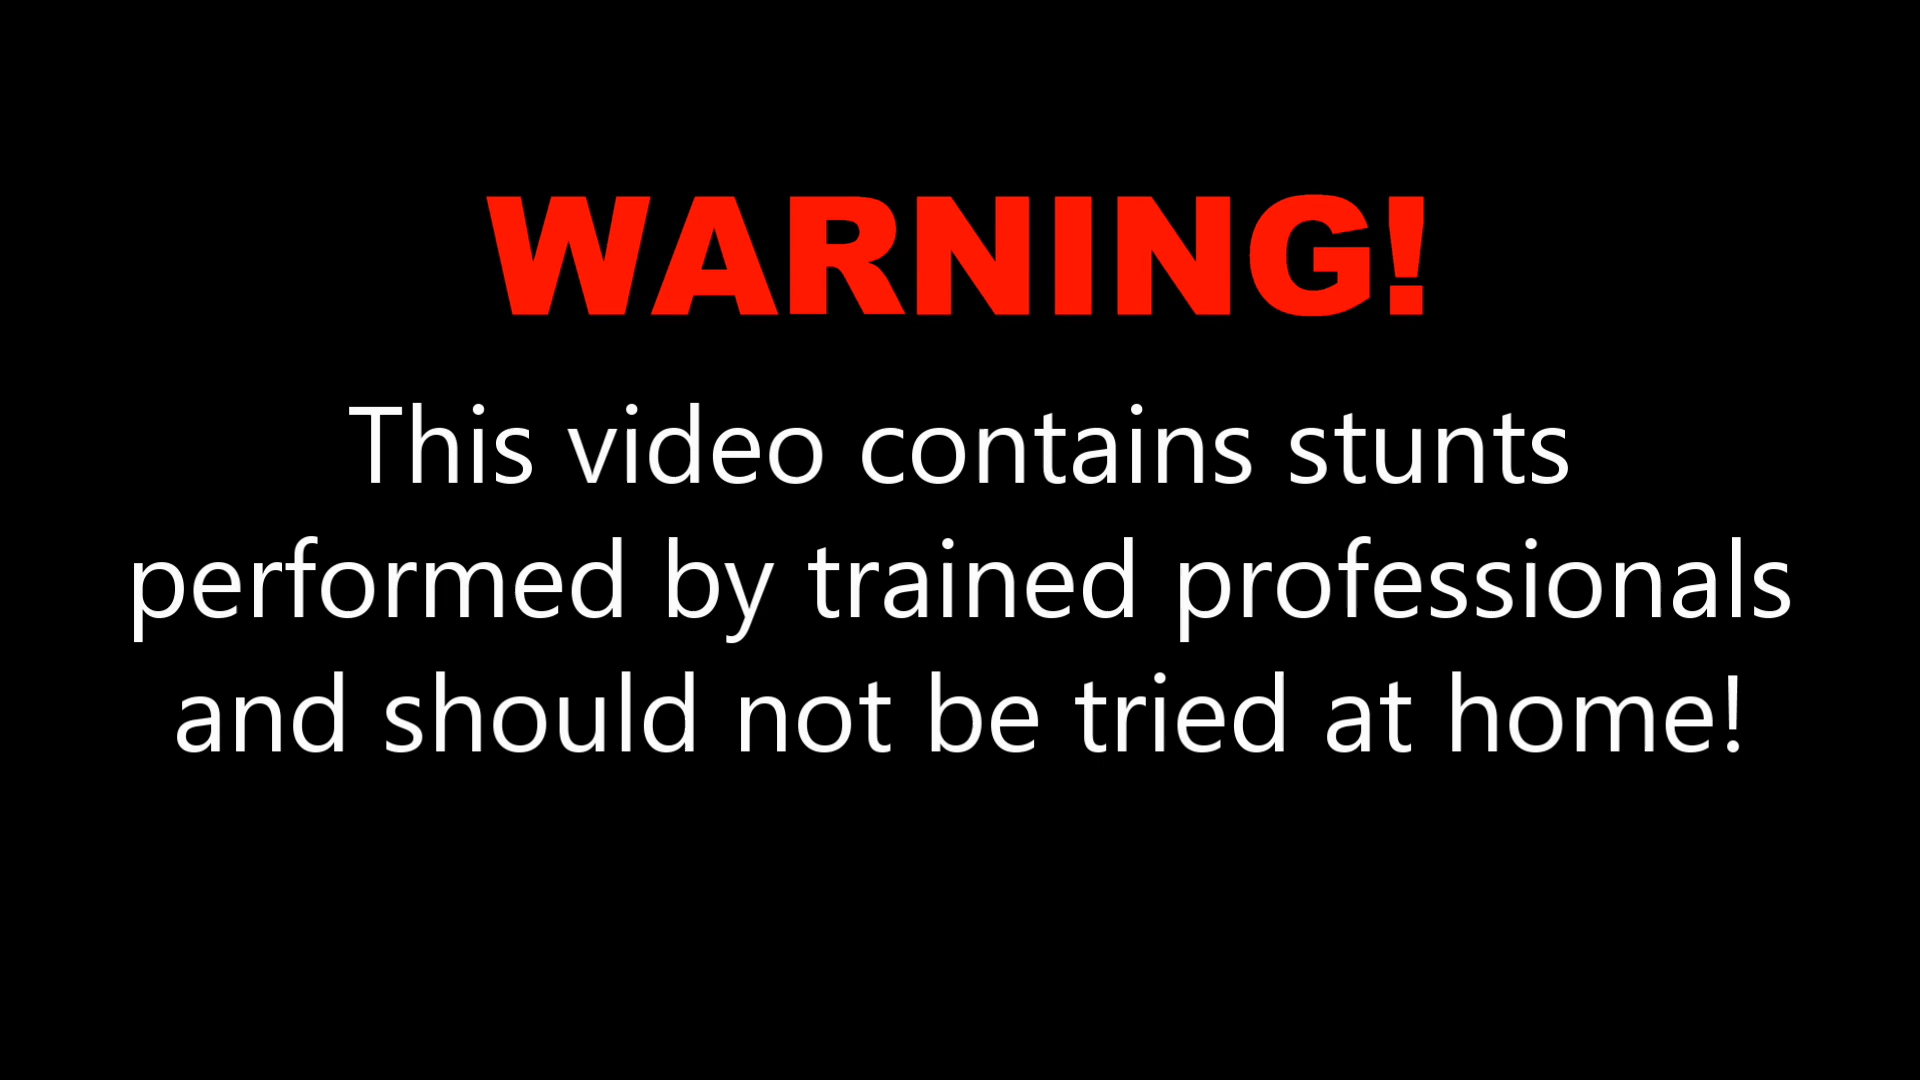 WARNING!
This video contains stunts
performed by trained professionals
and should not be tried at home!